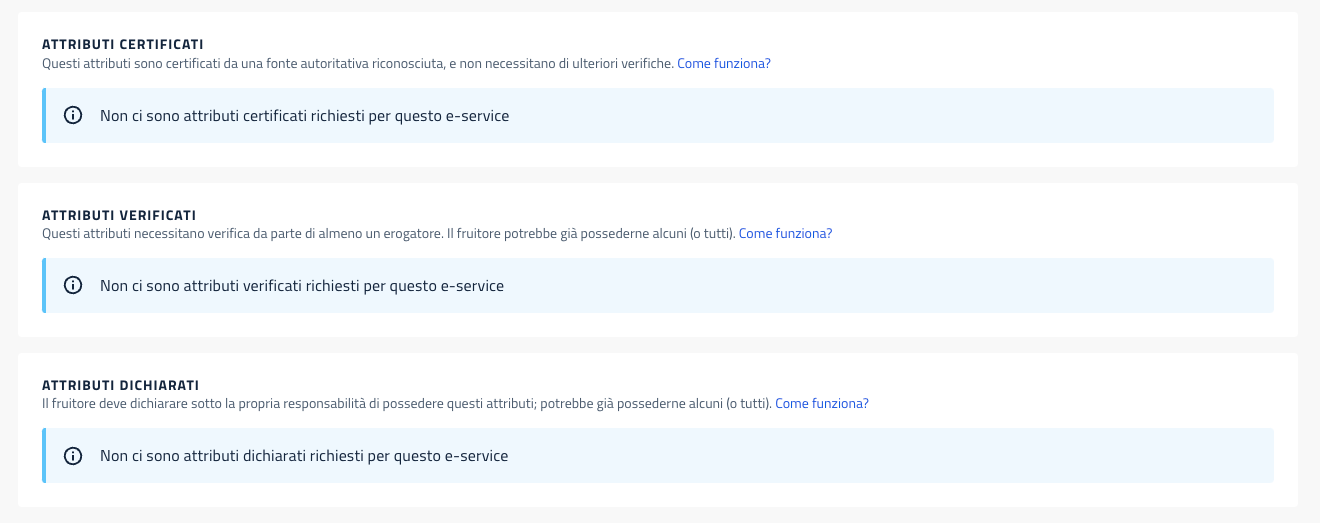 ATTRIBUTI CERTIFICATI
Questi attributi sono certificati da una fonte autoritativa riconosciuta, e non necessitano di ulteriori verifiche. Come funziona?
Non ci sono attributi certificati richiesti per questo e-service
ATTRIBUTI VERIFICATI
Questi attributi necessitano verifica da parte di almeno un erogatore. Il fruitore potrebbe già possederne alcuni (o tutti). Come funziona?
Non ci sono attributi verificati richiesti per questo e-service
ATTRIBUTI DICHIARATI
Il fruitore deve dichiarare sotto la propria responsabilità di possedere questi attributi; potrebbe già possederne alcuni (o tutti). Come funziona?
Non ci sono attributi dichiarati richiesti per questo e-service